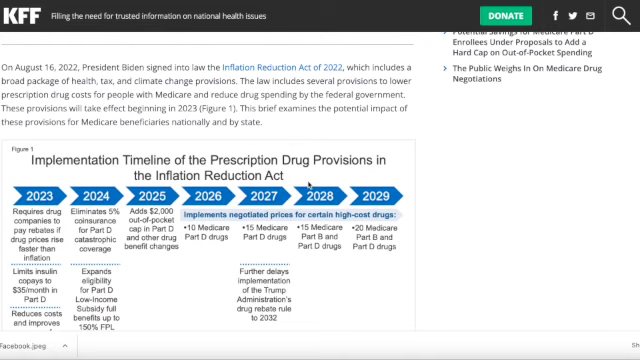 KFF
Filling the need for trusted information on national health issues
DONATE
Enrollees Under Proposals to Add a
Hard Cap on Out-of-Pocket Spending
The Public Weighs In On Medicare Drug
Negotiations
On August 16, 2022, President Biden signed into law the Inflation Reduction Act of 2022, which includes a
broad package of health, tax, and climate change provisions. The law includes several provisions to lower
prescription drug costs for people with Medicare and reduce drug spending by the federal government.
These provisions will take effect beginning in 2023 (Figure 1). This brief examines the potential impact of
these provisions for Medicare beneficiaries nationally and by state.
Figure 1
Implementation Timeline of the Prescription Drug Provisions in
the Inflation Reduction Act
2023 2024 2025 2026 2027 2028 2029
Requires drug
companies to
pay rebates if
drug prices rise
faster than
inflation
Limits insulin
copays to
$35/month in
Part D
Reduces costs
and improves
Eliminates 5%
coinsurance
for Part D
catastrophic
coverage
Expands
eligibility
for Part D
Low-Income
Subsidy full
benefits up to
150% FPL
Adds $2,000
out-of-pocket
cap in Part D
and other drug
benefit changes
Implements negotiated prices for certain high-cost drugs:
•10 Medicare
Part D drugs
•15 Medicare
Part D drugs
•15 Medicare
Part B and
Part D drugs
•20 Medicare
Part B and
Part D drugs
Further delays
implementation
of the Trump
Administration's
drug rebate rule
to 2032
Facebook.jpeg